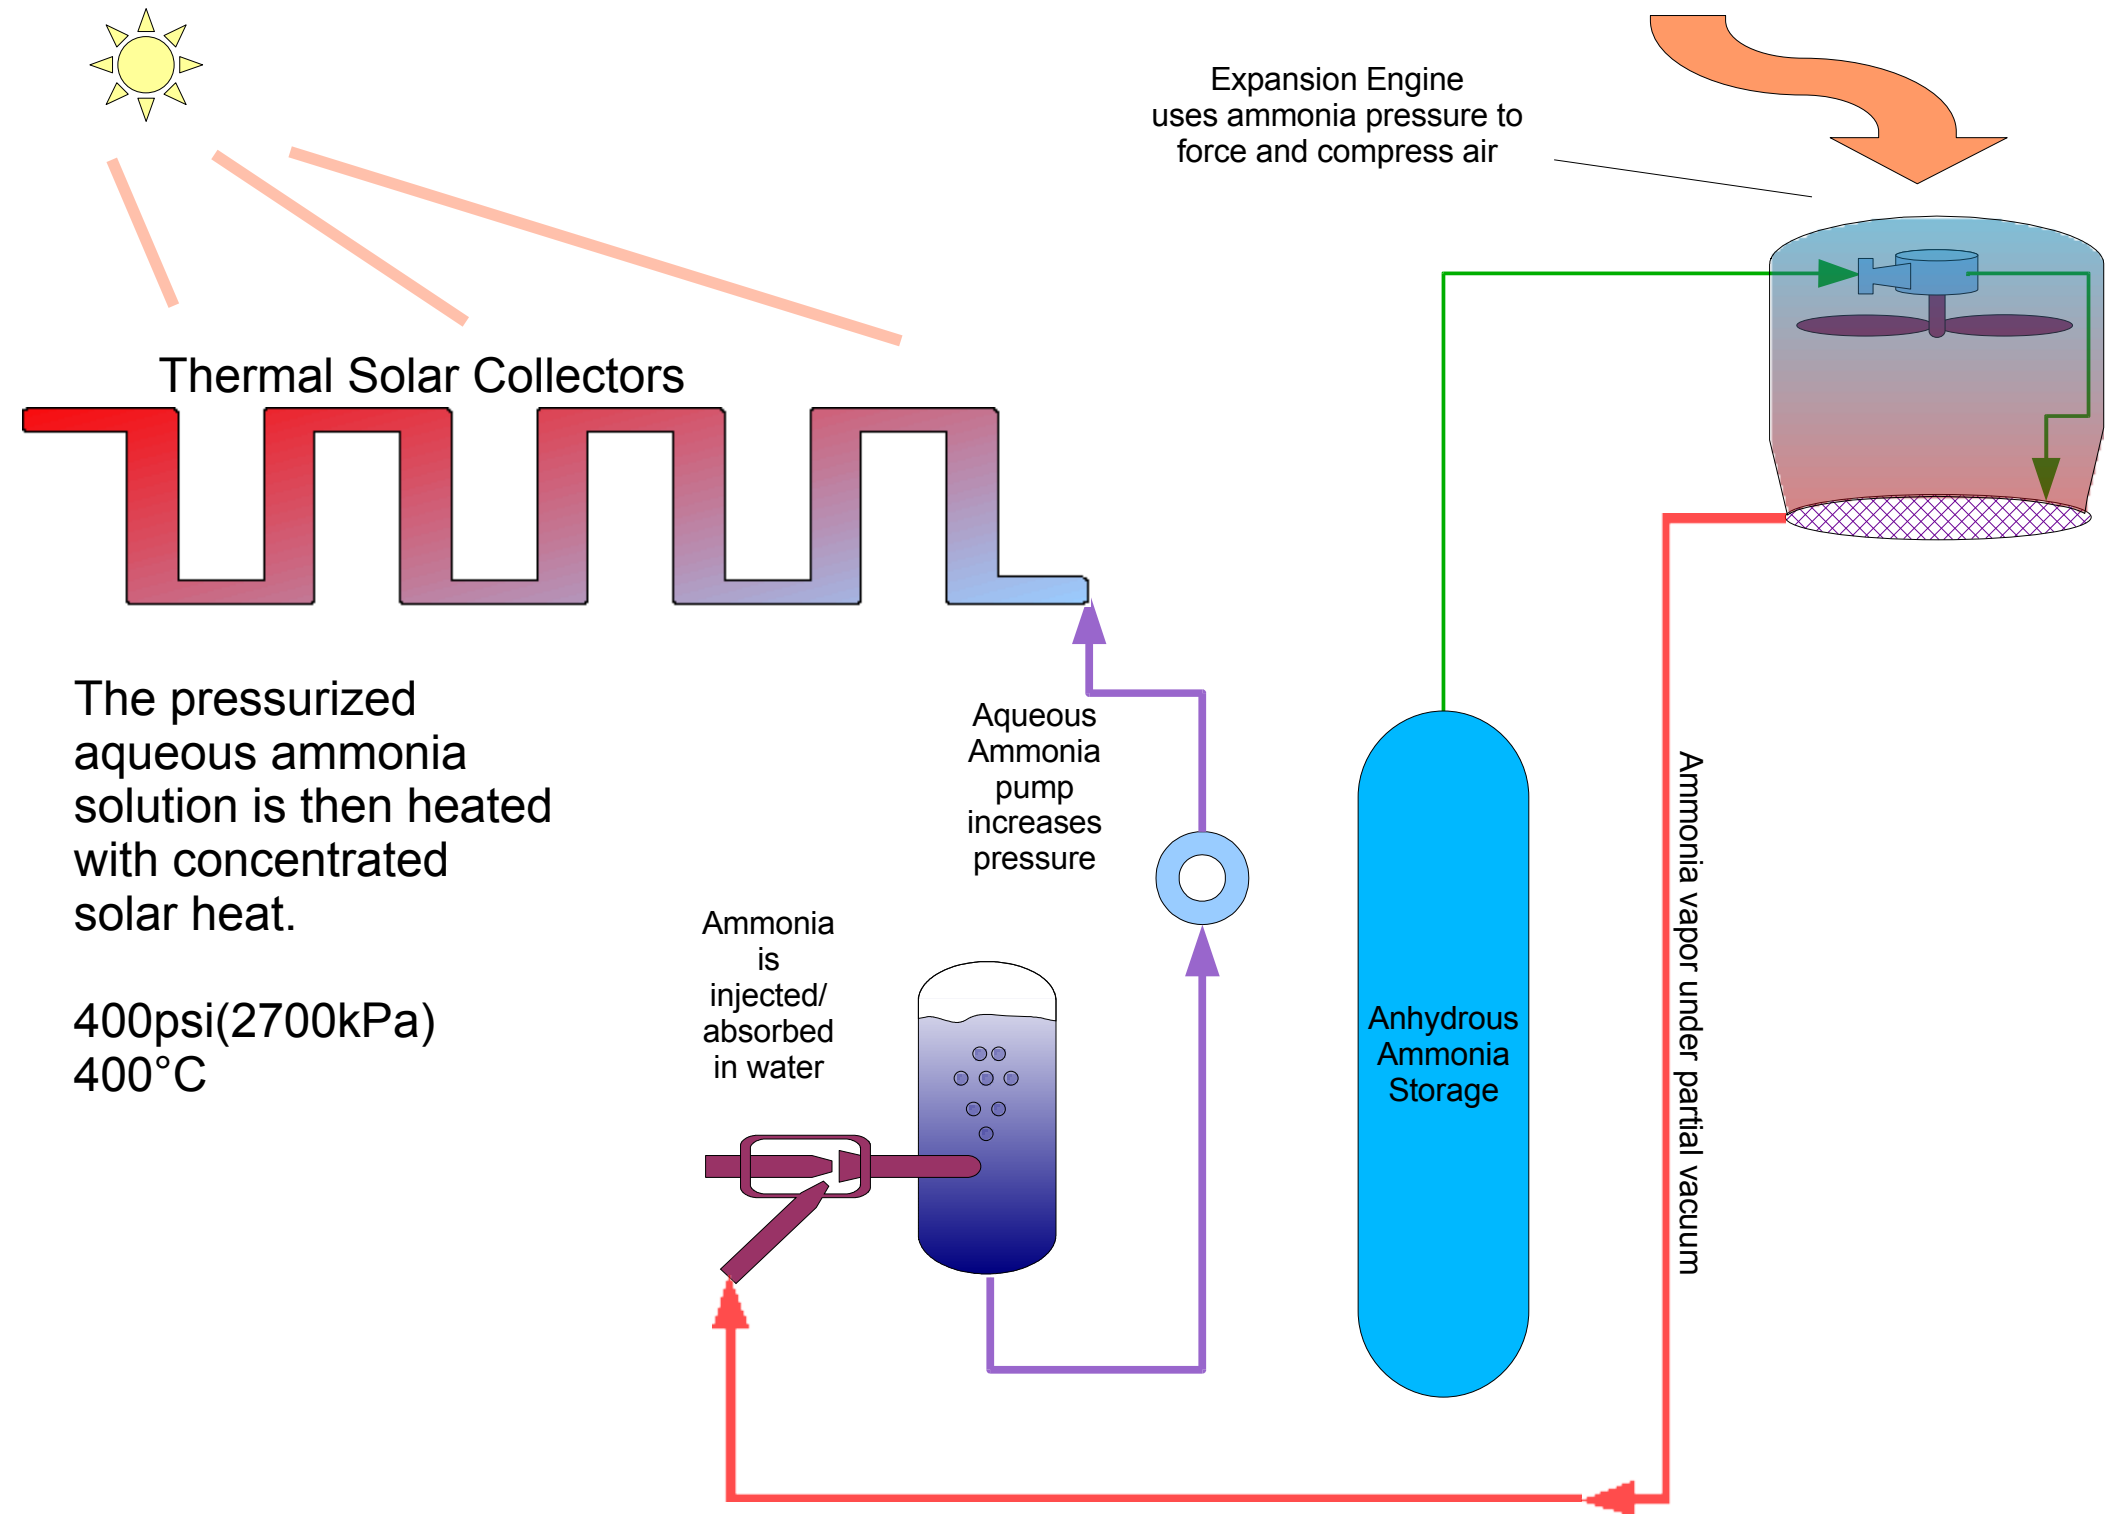 Expansion Engine
uses ammonia pressure to
force and compress air
Thermal Solar Collectors
The pressurized
aqueous ammonia
solution is then heated
with concentrated
solar heat.
400psi(2700kPa)
400°C
Aqueous
Ammonia
pump
increases
pressure
Ammonia
is
injected/
absorbed
in water
Anhydrous
Ammonia
Storage
Ammonia vapor under partial vacuum